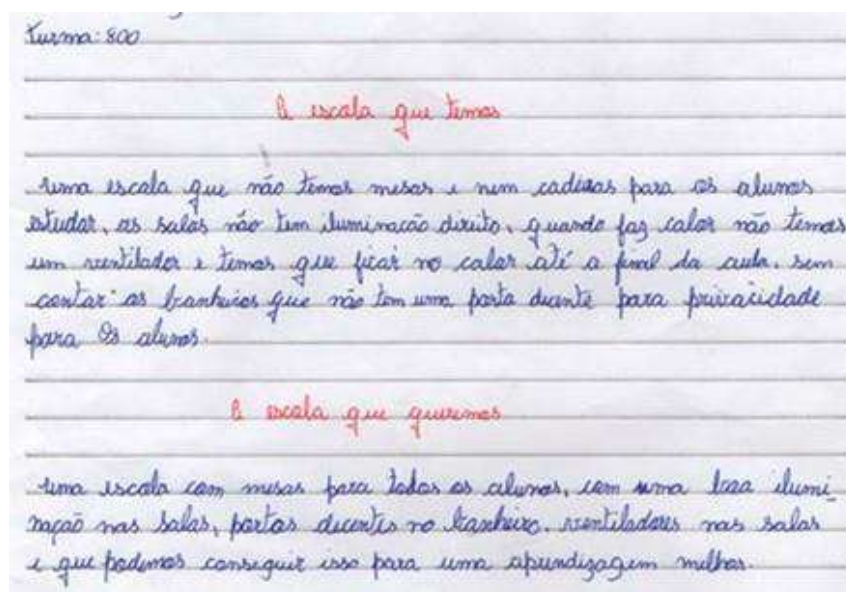 Turma: 800
A escola que temos
uma escola que não temos mesas e nem cadeiras para os alunos
estudar, as salas não tem iluminacão direito, quando faz calor não temos
um ventilador e temos que ficar no calor até a final da aula, sem
contar os banheiros que não tem uma porta decente para privacidade
para Os alunos.
A escola que queremos
uma escola com mesas para todos os alunos, com uma boa ilumi_
nação nas salas, portas decentes no banheiro, ventiladores nas salas
e que podemos conseguir isso para uma aprendizagem melhor.